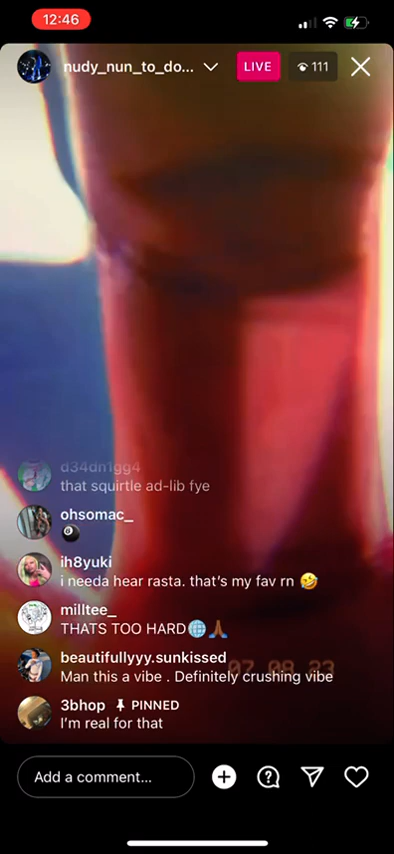 12:46
nudy_nun_to_do...
LIVE
111
d34dn1gg4
that squirtle ad-lib fye
ohsomac_
🎱
ih8yuki
i needa hear rasta. that's my fav rn 🤣
milltee_
THATS TOO HARD🌐🙏🏾
beautifullyyy.sunkissed
07 08 23
Man this a vibe . Definitely crushing vibe
3bhop PINNED
I'm real for that
Add a comment...